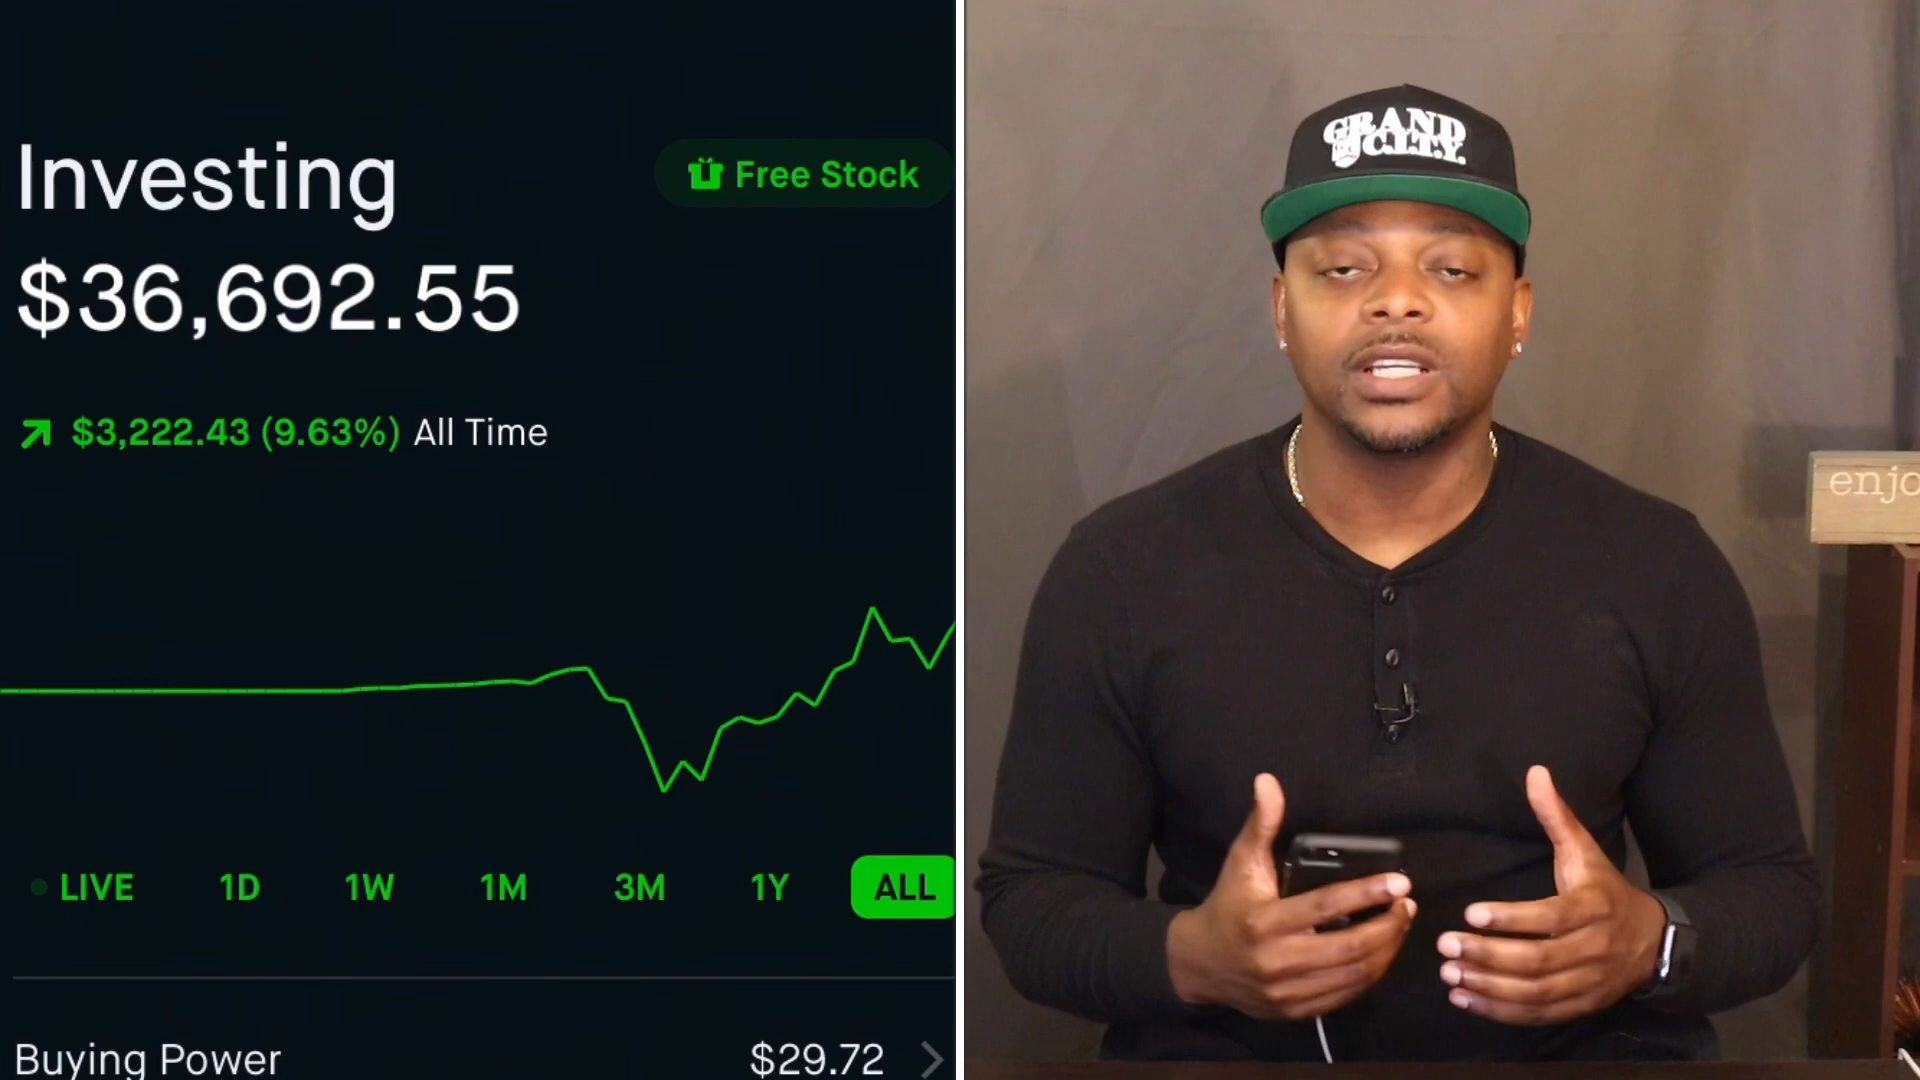 Investing
Free Stock
$36,692.55
$3,222.43 (9.63%) All Time
LIVE 1D 1W 1M 3M 1Y ALL
Buying Power $29.72
GRAND
C.I.T.Y.
enjo